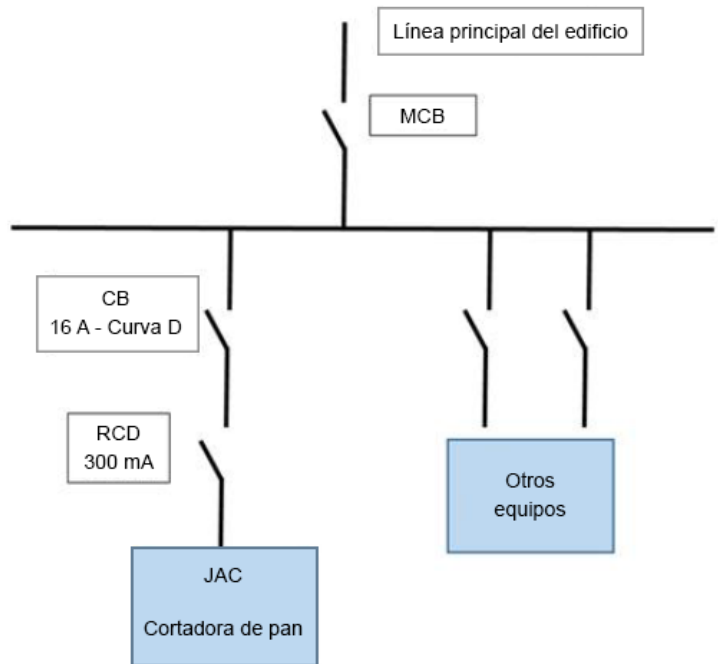 Línea principal del edificio
MCB
CB
16 A - Curva D
RCD
300 mA
Otros
equipos
JAC
Cortadora de pan